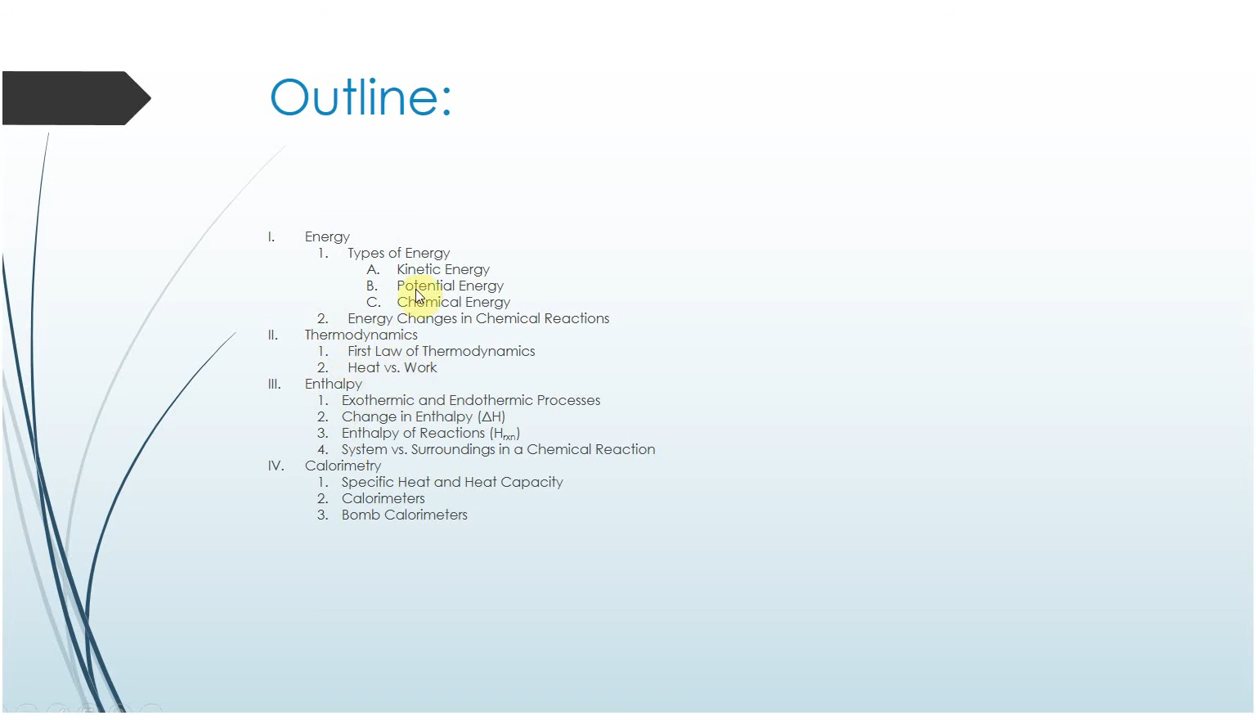 Outline:
I. Energy
1. Types of Energy
A. Kinetic Energy
B. Potential Energy
C. Chemical Energy
2. Energy Changes in Chemical Reactions
II. Thermodynamics
1. First Law of Thermodynamics
2. Heat vs. Work
III. Enthalpy
1. Exothermic and Endothermic Processes
2. Change in Enthalpy (ΔH)
3. Enthalpy of Reactions (Hrxn)
4. System vs. Surroundings in a Chemical Reaction
IV. Calorimetry
1. Specific Heat and Heat Capacity
2. Calorimeters
3. Bomb Calorimeters